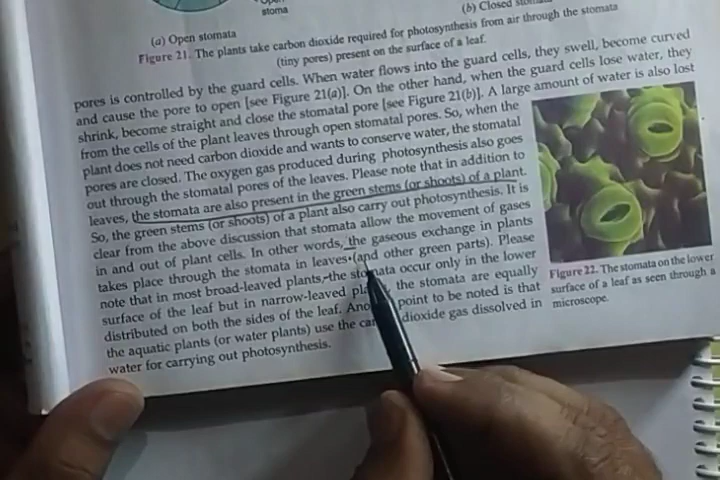 stoma
(b) Closed
(a) Open stomata
Figure 21. The plants take carbon dioxide required for photosynthesis from air through the stomata
(tiny pores) present on the surface of a leaf.
pores is controlled by the guard cells. When water flows into the guard cells, they swell, become curved
and cause the pore to open [see Figure 21(a)]. On the other hand, when the guard cells lose water, they
shrink, become straight and close the stomatal pore [see Figure 21(b)]. A large amount of water is also lost
from the cells of the plant leaves through open stomatal pores. So, when the
plant does not need carbon dioxide and wants to conserve water, the stomatal
pores are closed. The oxygen gas produced during photosynthesis also goes
out through the stomatal pores of the leaves. Please note that in addition to
leaves, the stomata are also present in the green stems (or shoots) of a plant.
So, the green stems (or shoots) of a plant also carry out photosynthesis. It is
clear from the above discussion that stomata allow the movement of gases
in and out of plant cells. In other words, the gaseous exchange in plants
takes place through the stomata in leaves (and other green parts). Please
note that in most broad-leaved plants, the stomata occur only in the lower
surface of the leaf but in narrow-leaved the stomata are equally
distributed on both the sides of the leaf. point to be noted is that
the aquatic plants (or water plants) use the dioxide gas dissolved in
water for carrying out photosynthesis.
Figure 22. The stomata on the lower
surface of a leaf as seen through a
microscope.